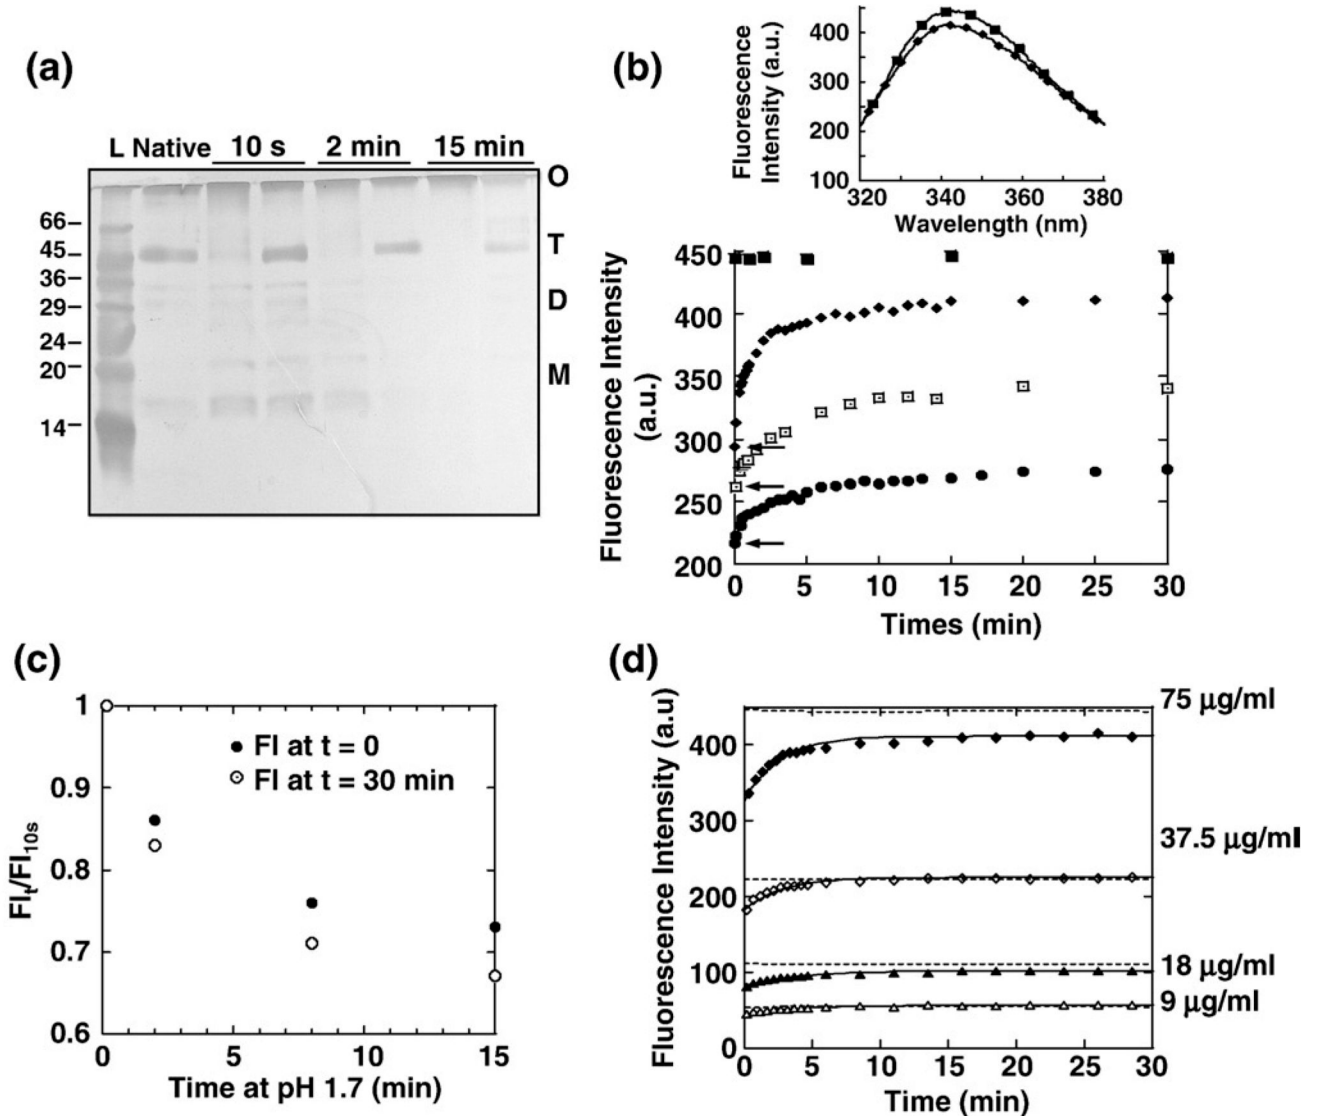 (a)
L Native 10 s 2 min 15 min
O
66
45
T
36
29
D
24
20
M
14
(b)
Fluorescence
Intensity (a.u.)
400
300
200
100
320 340 360 380
Wavelength (nm)
Fluorescence Intensity
(a.u.)
450
400
350
300
250
200
0 5 10 15 20 25 30
Times (min)
(c)
FIt/FI10s
1
0.9
0.8
0.7
0.6
FI at t = 0
FI at t = 30 min
0 5 10 15
Time at pH 1.7 (min)
(d)
Fluorescence Intensity (a.u)
400
300
200
100
0
75 µg/ml
37.5 µg/ml
18 µg/ml
9 µg/ml
0 5 10 15 20 25 30
Time (min)